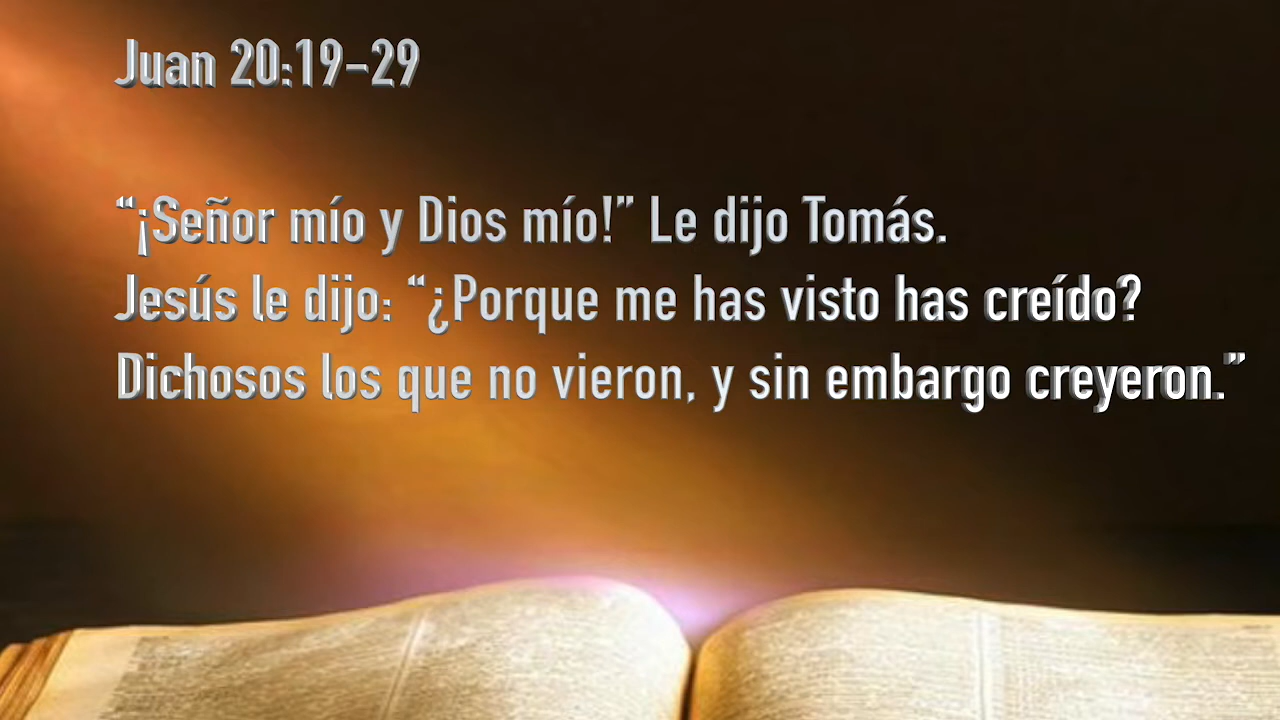 Juan 20:19-29
“¡Señor mío y Dios mío!” Le dijo Tomás.
Jesús le dijo: “¿Porque me has visto has creído?
Dichosos los que no vieron, y sin embargo creyeron.”